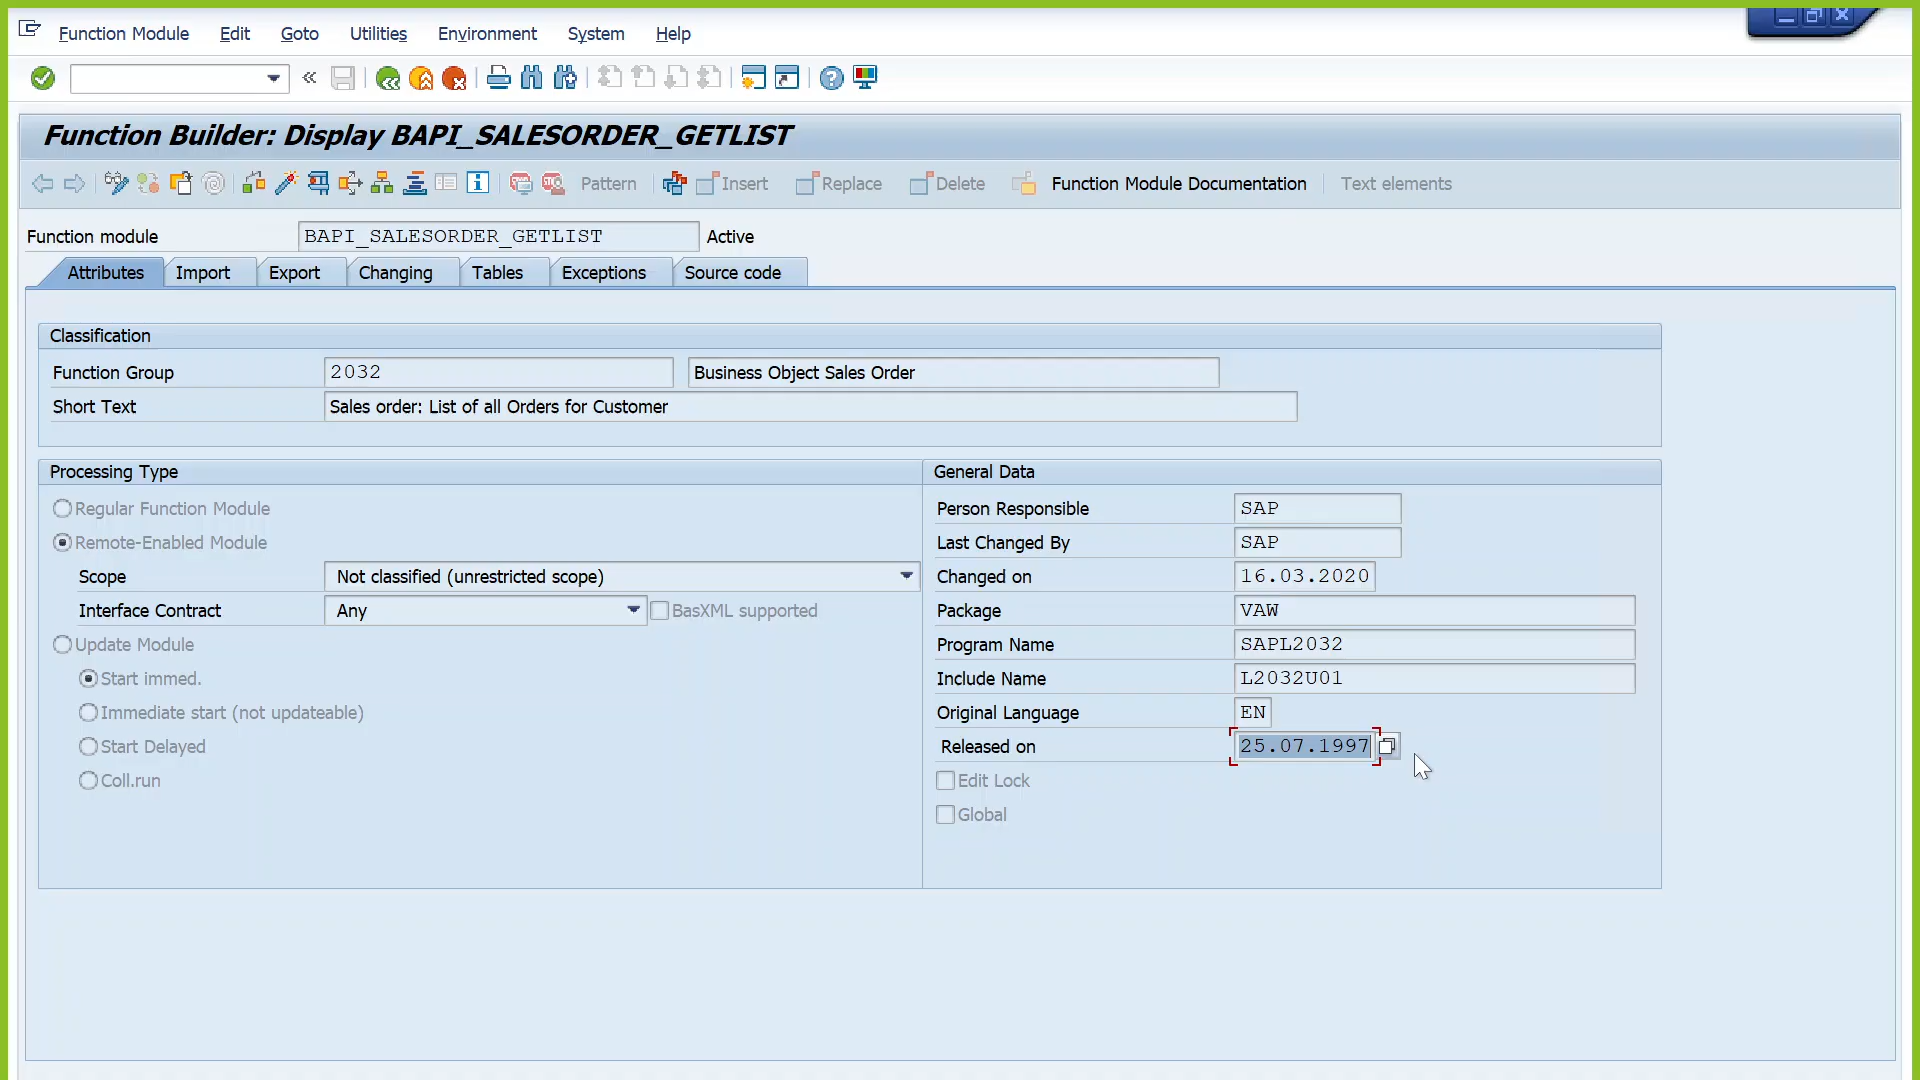 Function Module Edit Goto Utilities Environment System Help
Function Builder: Display BAPI_SALESORDER_GETLIST
Pattern Insert Replace Delete Function Module Documentation Text elements
Function module BAPI_SALESORDER_GETLIST Active
Attributes Import Export Changing Tables Exceptions Source code
Classification
Function Group 2032 Business Object Sales Order
Short Text Sales order: List of all Orders for Customer
Processing Type
Regular Function Module
Remote-Enabled Module
Scope Not classified (unrestricted scope)
Interface Contract Any BasXML supported
Update Module
Start immed.
Immediate start (not updateable)
Start Delayed
Coll.run
General Data
Person Responsible SAP
Last Changed By SAP
Changed on 16.03.2020
Package VAW
Program Name SAPL2032
Include Name L2032U01
Original Language EN
Released on 25.07.1997
Edit Lock
Global